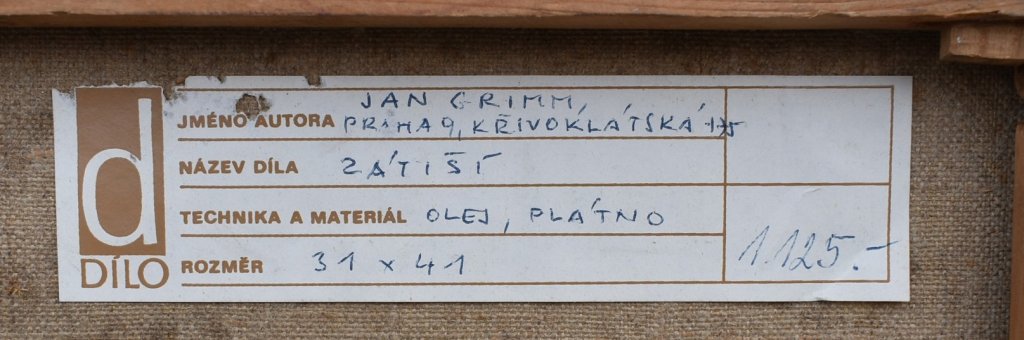 d
DÍLO
JMÉNO AUTORA JAN GRIMM,
PRAHA 9, KŘIVOKLÁTSKÁ
NÁZEV DÍLA ZÁTIŠÍ
TECHNIKA A MATERIÁL OLEJ, PLÁTNO
ROZMĚR 31 x 41
1.125.-